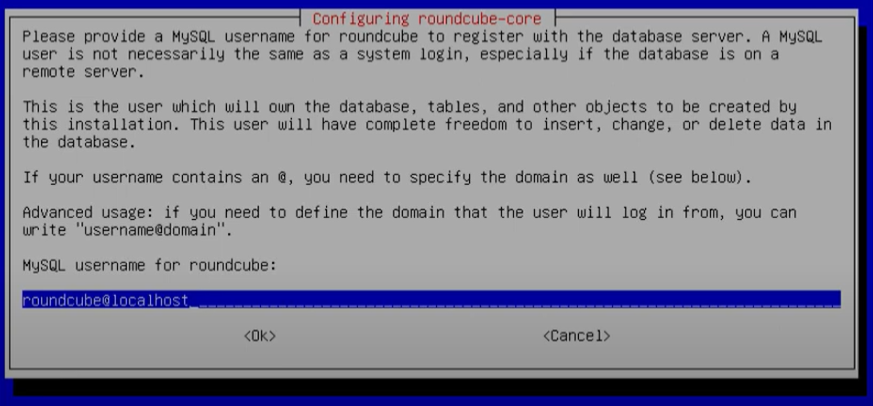 Configuring roundcube-core
Please provide a MySQL username for roundcube to register with the database server. A MySQL
user is not necessarily the same as a system login, especially if the database is on a
remote server.
This is the user which will own the database, tables, and other objects to be created by
this installation. This user will have complete freedom to insert, change, or delete data in
the database.
If your username contains an @, you need to specify the domain as well (see below).
Advanced usage: if you need to define the domain that the user will log in from, you can
write "username@domain".
MySQL username for roundcube:
roundcube@localhost
<Ok> <Cancel>